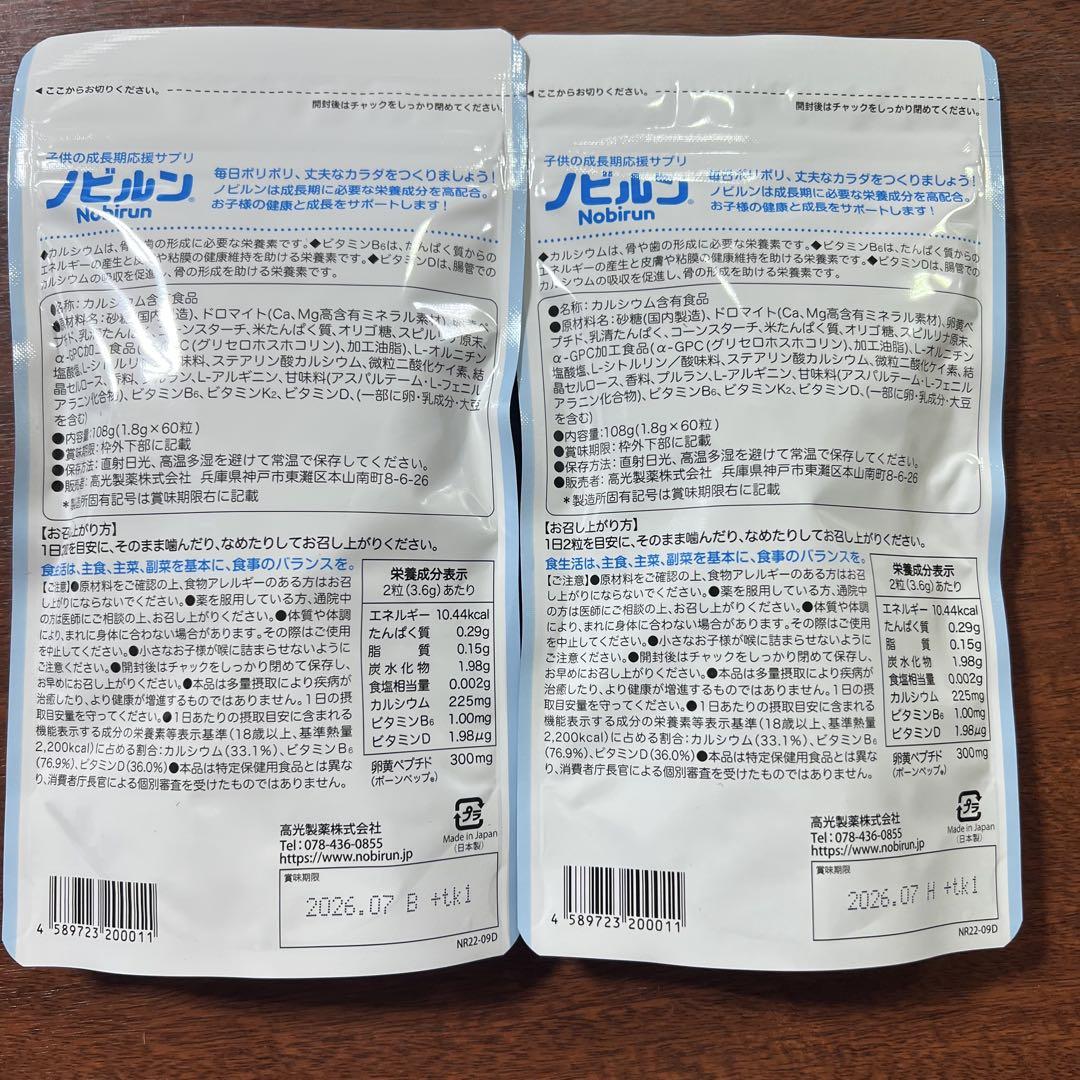 ◀ここからお切りください。
開封後はチャックをしっかり閉めてください。
子供の成長期応援サプリ
ノビルン®
Nobirun
毎日ポリポリ、丈夫なカラダをつくりましょう!
ノビルンは成長期に必要な栄養成分を高配合。
お子様の健康と成長をサポートします!
◆カルシウムは、骨や歯の形成に必要な栄養素です。◆ビタミンB₆は、たんぱく質からの
エネルギーの産生と皮膚や粘膜の健康維持を助ける栄養素です。◆ビタミンDは、腸管での
カルシウムの吸収を促進し、骨の形成を助ける栄養素です。
●名称:カルシウム含有食品
●原材料名:砂糖(国内製造)、ドロマイト(Ca、Mg高含有ミネラル素材)、卵黄ペ
プチド、乳清たんぱく、コーンスターチ、米たんぱく質、オリゴ糖、スピルリナ原末、
α-GPC加工食品(α-GPC(グリセロホスホコリン)、加工油脂)、L-オルニチン
塩酸塩、L-シトルリン/酸味料、ステアリン酸カルシウム、微粒二酸化ケイ素、結
晶セルロース、香料、プルラン、L-アルギニン、甘味料(アスパルテーム・L-フェニル
アラニン化合物)、ビタミンB₆、ビタミンK₂、ビタミンD、(一部に卵・乳成分・大豆
を含む)
●内容量:108g(1.8g×60粒)
●賞味期限:枠外下部に記載
●保存方法:直射日光、高温多湿を避けて常温で保存してください。
●販売者:高光製薬株式会社 兵庫県神戸市東灘区本山南町8-6-26
*製造所固有記号は賞味期限右に記載
【お召し上がり方】
1日2粒を目安に、そのまま噛んだり、なめたりしてお召し上がりください。
食生活は、主食、主菜、副菜を基本に、食事のバランスを。
【ご注意】●原材料をご確認の上、食物アレルギーのある方はお召
し上がりにならないでください。●薬を服用している方、通院中
の方は医師にご相談の上、お召し上がりください。●体質や体調
により、まれに身体に合わない場合があります。その際はご使用
を中止してください。●小さなお子様が喉に詰まらせないように
ご注意ください。●開封後はチャックをしっかり閉めて保存し、
お早めにお召し上がりください。●本品は多量摂取により疾病が
治癒したり、より健康が増進するものではありません。1日の摂
取目安量を守ってください。●1日あたりの摂取目安に含まれる
機能表示する成分の栄養素等表示基準(18歳以上、基準熱量
2,200kcal)に占める割合:カルシウム(33.1%)、ビタミンB₆
(76.9%)、ビタミンD(36.0%)●本品は特定保健用食品とは異な
り、消費者庁長官による個別審査を受けたものではありません。
栄養成分表示
2粒(3.6g)あたり
エネルギー 10.44kcal
たんぱく質 0.29g
脂質 0.15g
炭水化物 1.98g
食塩相当量 0.002g
カルシウム 225mg
ビタミンB₆ 1.00mg
ビタミンD 1.98μg
卵黄ペプチド 300mg
(ボーンペップ®)
プラ
Made in Japan
(日本製)
高光製薬株式会社
Tel:078-436-0855
https://www.nobirun.jp
賞味期限
2026.07 B +tk1
4 589723 200011
NR22-09D
◀ここからお切りください。
開封後はチャックをしっかり閉めてください。
子供の成長期応援サプリ
ノビルン®
Nobirun
毎日ポリポリ、丈夫なカラダをつくりましょう!
ノビルンは成長期に必要な栄養成分を高配合。
お子様の健康と成長をサポートします!
◆カルシウムは、骨や歯の形成に必要な栄養素です。◆ビタミンB₆は、たんぱく質からの
エネルギーの産生と皮膚や粘膜の健康維持を助ける栄養素です。◆ビタミンDは、腸管での
カルシウムの吸収を促進し、骨の形成を助ける栄養素です。
●名称:カルシウム含有食品
●原材料名:砂糖(国内製造)、ドロマイト(Ca、Mg高含有ミネラル素材)、卵黄ペ
プチド、乳清たんぱく、コーンスターチ、米たんぱく質、オリゴ糖、スピルリナ原末、
α-GPC加工食品(α-GPC(グリセロホスホコリン)、加工油脂)、L-オルニチン
塩酸塩、L-シトルリン/酸味料、ステアリン酸カルシウム、微粒二酸化ケイ素、結
晶セルロース、香料、プルラン、L-アルギニン、甘味料(アスパルテーム・L-フェニル
アラニン化合物)、ビタミンB₆、ビタミンK₂、ビタミンD、(一部に卵・乳成分・大豆
を含む)
●内容量:108g(1.8g×60粒)
●賞味期限:枠外下部に記載
●保存方法:直射日光、高温多湿を避けて常温で保存してください。
●販売者:高光製薬株式会社 兵庫県神戸市東灘区本山南町8-6-26
*製造所固有記号は賞味期限右に記載
【お召し上がり方】
1日2粒を目安に、そのまま噛んだり、なめたりしてお召し上がりください。
食生活は、主食、主菜、副菜を基本に、食事のバランスを。
【ご注意】●原材料をご確認の上、食物アレルギーのある方はお召
し上がりにならないでください。●薬を服用している方、通院中
の方は医師にご相談の上、お召し上がりください。●体質や体調
により、まれに身体に合わない場合があります。その際はご使用
を中止してください。●小さなお子様が喉に詰まらせないように
ご注意ください。●開封後はチャックをしっかり閉めて保存し、
お早めにお召し上がりください。●本品は多量摂取により疾病が
治癒したり、より健康が増進するものではありません。1日の摂
取目安量を守ってください。●1日あたりの摂取目安に含まれる
機能表示する成分の栄養素等表示基準(18歳以上、基準熱量
2,200kcal)に占める割合:カルシウム(33.1%)、ビタミンB₆
(76.9%)、ビタミンD(36.0%)●本品は特定保健用食品とは異な
り、消費者庁長官による個別審査を受けたものではありません。
栄養成分表示
2粒(3.6g)あたり
エネルギー 10.44kcal
たんぱく質 0.29g
脂質 0.15g
炭水化物 1.98g
食塩相当量 0.002g
カルシウム 225mg
ビタミンB₆ 1.00mg
ビタミンD 1.98μg
卵黄ペプチド 300mg
(ボーンペップ®)
プラ
Made in Japan
(日本製)
高光製薬株式会社
Tel:078-436-0855
https://www.nobirun.jp
賞味期限
2026.07 H +tk1
4 589723 200011
NR22-09D